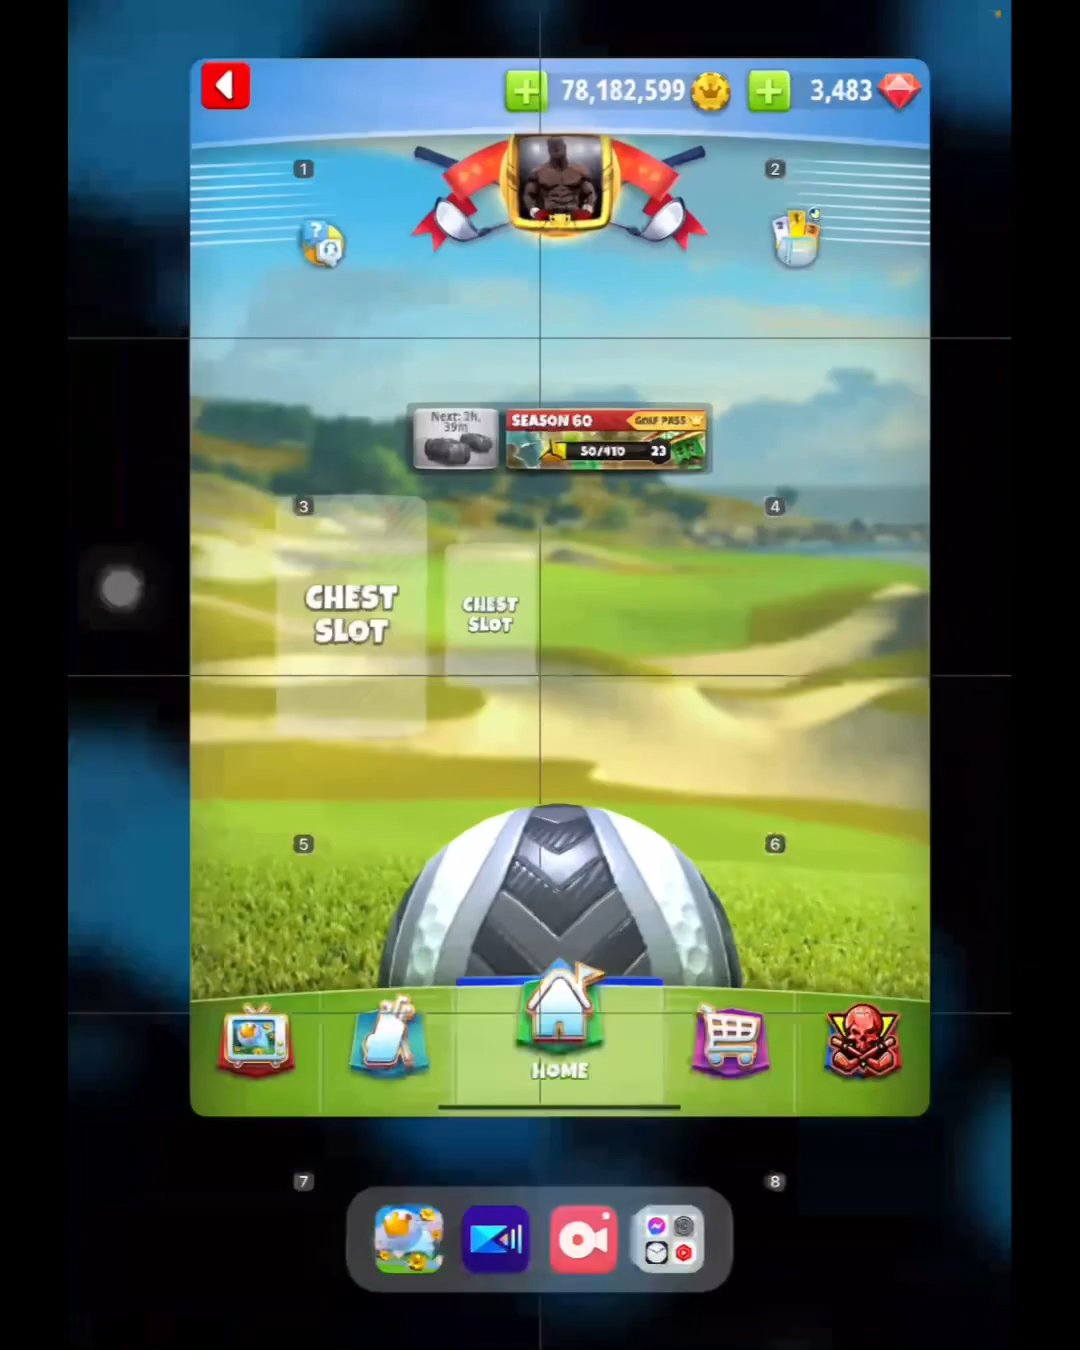 78,182,599
3,483
1
2
Next: 3h,
39m
SEASON 60
GOLF PASS
50/410
23
3
4
CHEST
SLOT
CHEST
SLOT
5
6
HOME
7
8